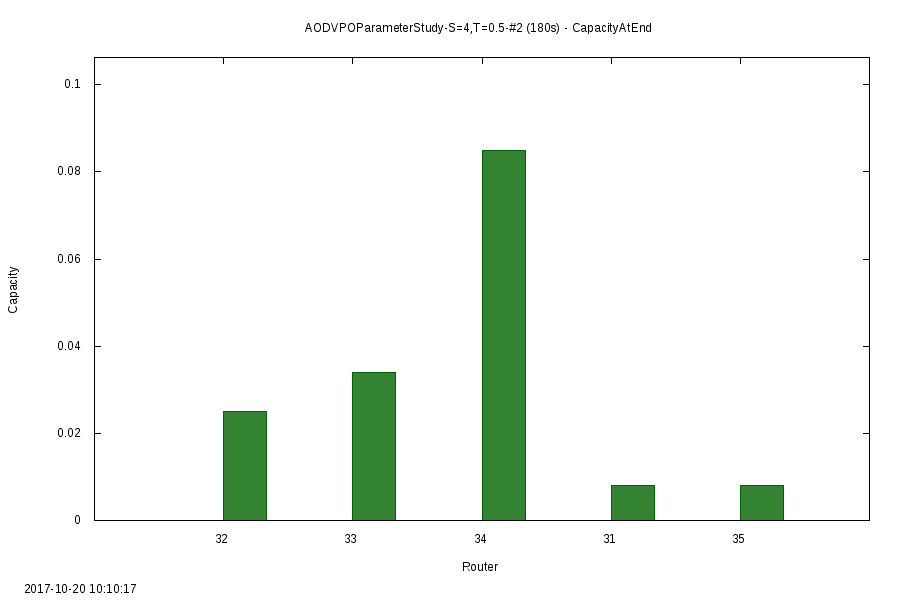 AODVPOParameterStudy-S=4,T=0.5-#2 (180s) - CapacityAtEnd
0.1
0.08
0.06
0.04
0.02
0
Capacity
32 33 34 31 35
Router
2017-10-20 10:10:17